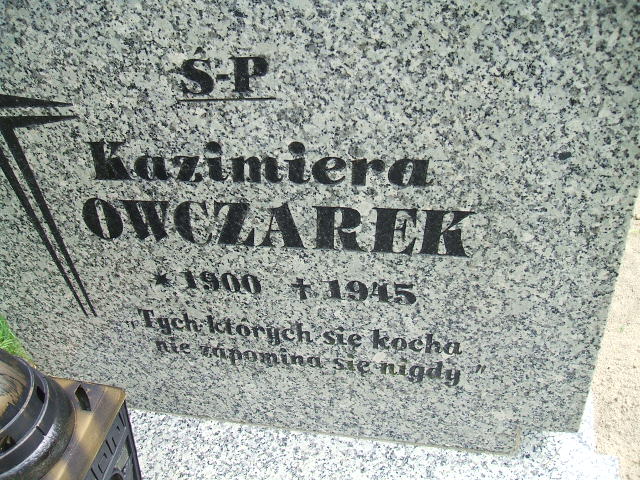 Ś-P
Kazimiera
OWCZAREK
* 1900 † 1945
„Tych których się kocha
nie zapomina się nigdy"